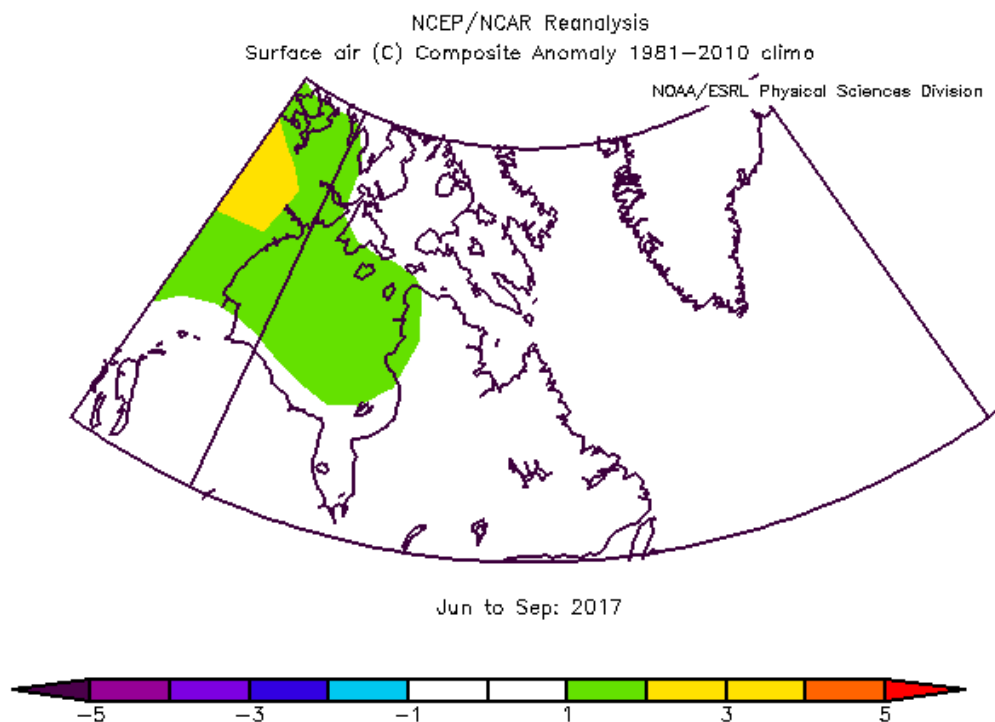 NCEP/NCAR Reanalysis
Surface air (C) Composite Anomaly 1981-2010 climo
NOAA/ESRL Physical Sciences Division
Jun to Sep: 2017
-5 -3 -1 1 3 5